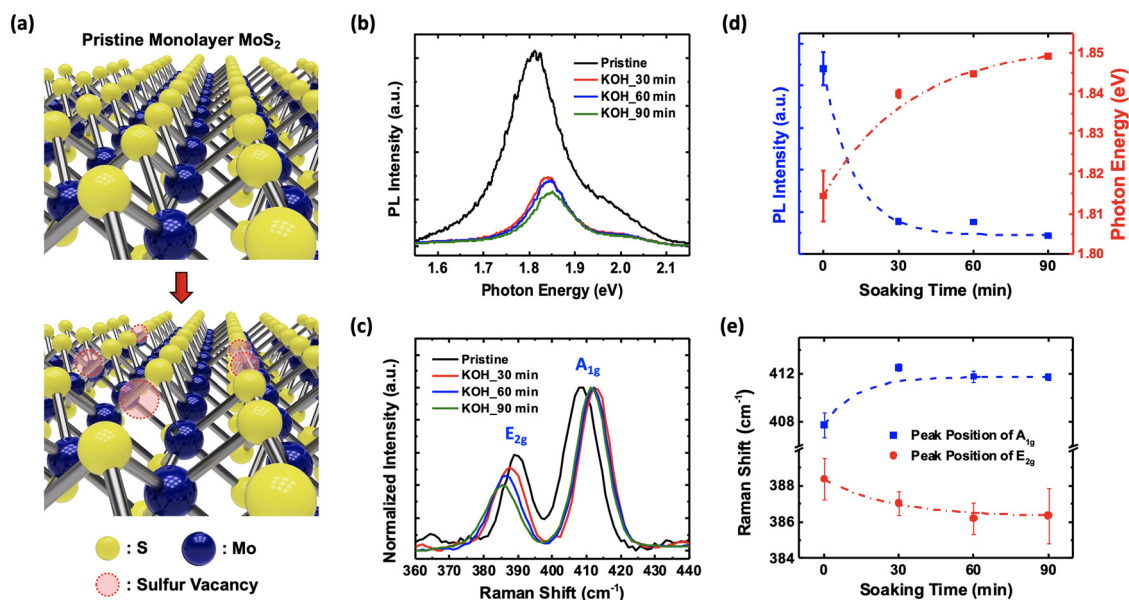 (a)
Pristine Monolayer MoS2
: S
: Mo
: Sulfur Vacancy
(b)
PL Intensity (a.u.)
Pristine
KOH_30 min
KOH_60 min
KOH_90 min
1.6 1.7 1.8 1.9 2.0 2.1
Photon Energy (eV)
(c)
Normalized Intensity (a.u.)
Pristine
KOH_30 min
KOH_60 min
KOH_90 min
E2g
A1g
360 370 380 390 400 410 420 430 440
Raman Shift (cm-1)
(d)
PL Intensity (a.u.)
1.85
1.84
1.83
1.82
1.81
1.80
Photon Energy (eV)
0 30 60 90
Soaking Time (min)
(e)
Raman Shift (cm-1)
412
408
388
386
384
Peak Position of A1g
Peak Position of E2g
0 30 60 90
Soaking Time (min)